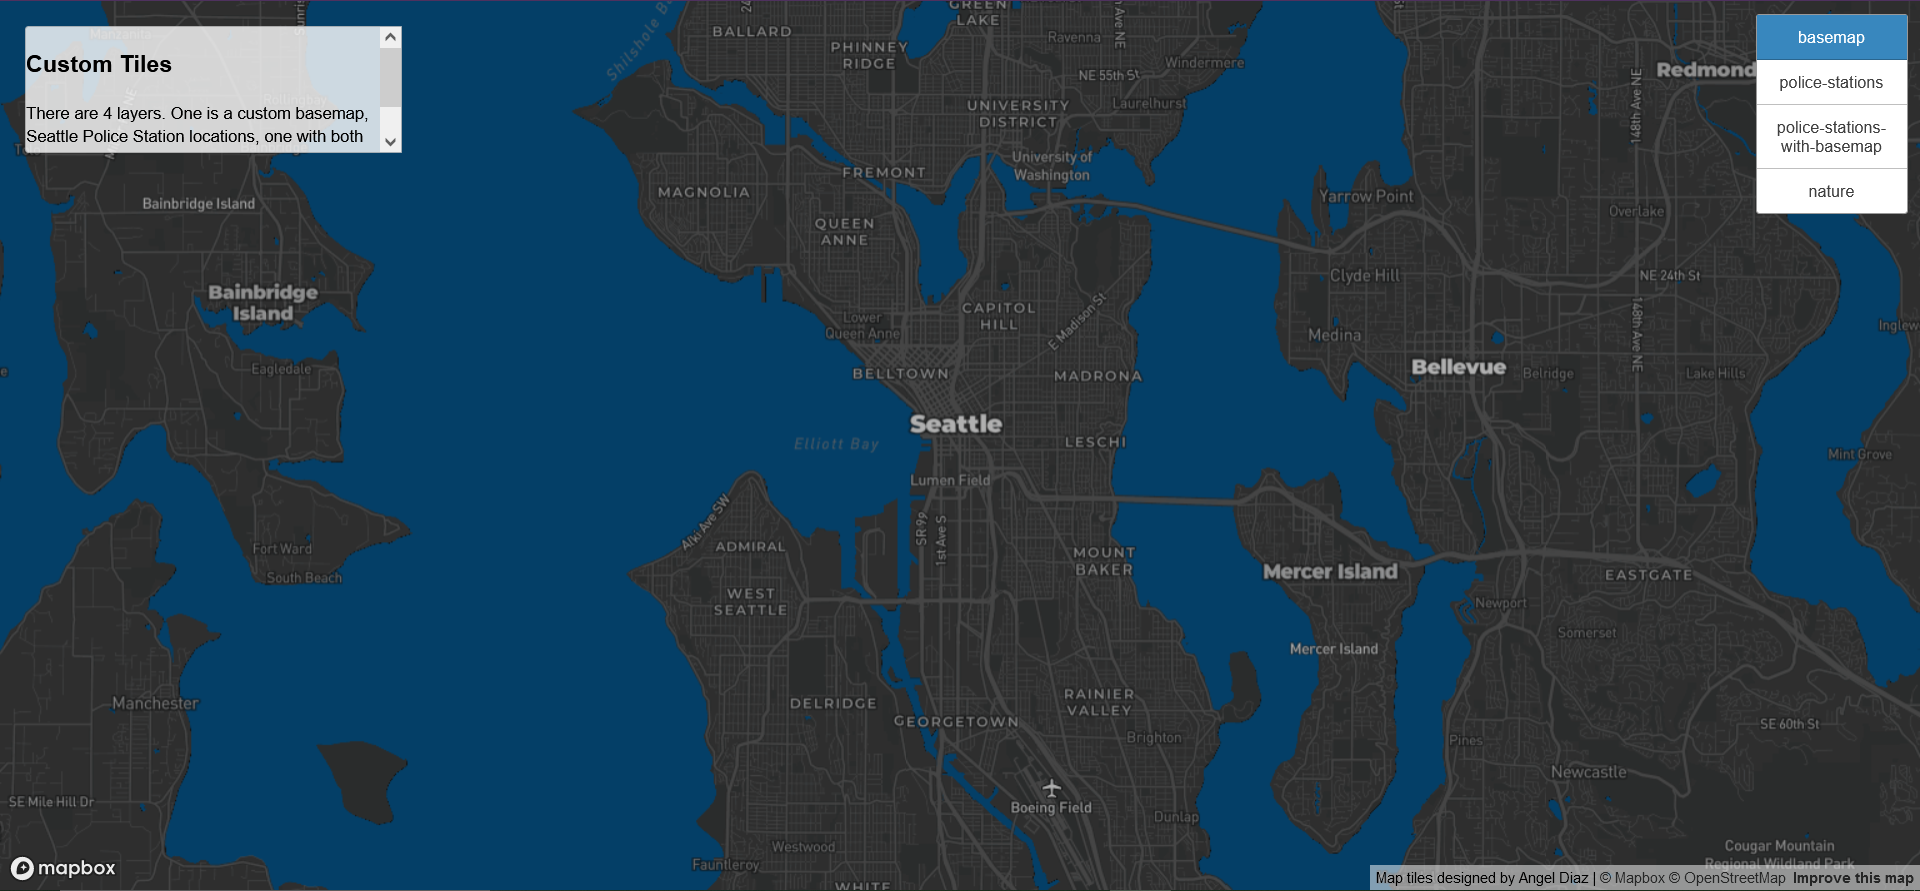 Custom Tiles
There are 4 layers. One is a custom basemap,
Seattle Police Station locations, one with both
basemap
police-stations
police-stations-
with-basemap
nature
Manzanita
BALLARD
GREEN
LAKE
PHINNEY
RIDGE
Ravenna
Windermere
NE 55th St
Laurelhurst
UNIVERSITY
DISTRICT
University of
Washington
FREMONT
MAGNOLIA
QUEEN
ANNE
Bainbridge Island
Bainbridge
Island
Redmond
148th Ave NE
Yarrow Point
Overlake
Clyde Hill
NE 24th St
148th Ave NE
Medina
Lower
Queen Anne
CAPITOL
HILL
E Madison St
BELLTOWN
MADRONA
Bellevue
Belridge
Lake Hills
Eagledale
Seattle
Elliott Bay
LESCHI
Mint Grove
Lumen Field
Alki Ave SW
SR 99
1st Ave S
ADMIRAL
MOUNT
BAKER
Mercer Island
EASTGATE
Fort Ward
South Beach
WEST
SEATTLE
Newport
Somerset
Mercer Island
Manchester
DELRIDGE
GEORGETOWN
RAINIER
VALLEY
Brighton
Pines
SE 60th St
Newcastle
SE Mile Hill Dr
Boeing Field
Dunlap
Westwood
Fauntleroy
WHITE
Cougar Mountain
Regional Wildland Park
mapbox
Map tiles designed by Angel Diaz | © Mapbox © OpenStreetMap Improve this map